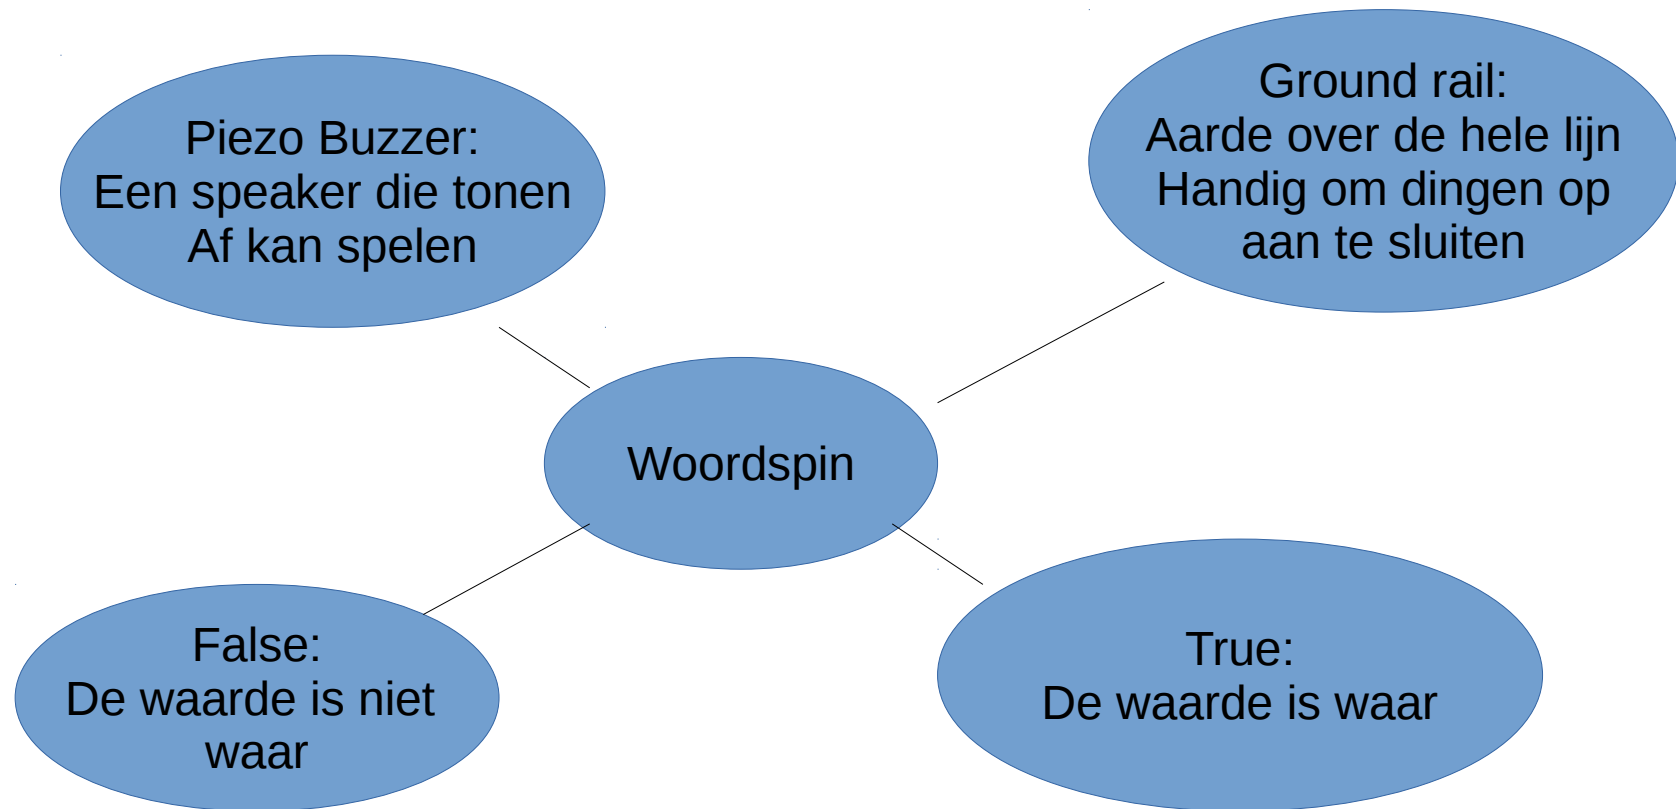 Piezo Buzzer:
Een speaker die tonen
Af kan spelen
Ground rail:
Aarde over de hele lijn
Handig om dingen op
aan te sluiten
Woordspin
False:
De waarde is niet
waar
True:
De waarde is waar